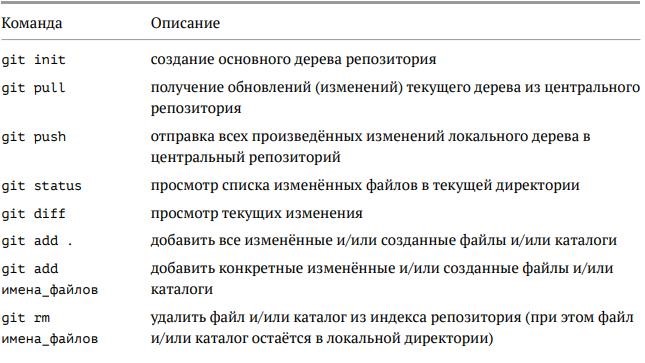 Команда Описание
git init создание основного дерева репозитория
git pull получение обновлений (изменений) текущего дерева из центрального
репозитория
git push отправка всех произведённых изменений локального дерева в
центральный репозиторий
git status просмотр списка изменённых файлов в текущей директории
git diff просмотр текущих изменения
git add . добавить все изменённые и/или созданные файлы и/или каталоги
git add добавить конкретные изменённые и/или созданные файлы и/или
имена_файлов каталоги
git rm удалить файл и/или каталог из индекса репозитория (при этом файл
имена_файлов и/или каталог остаётся в локальной директории)